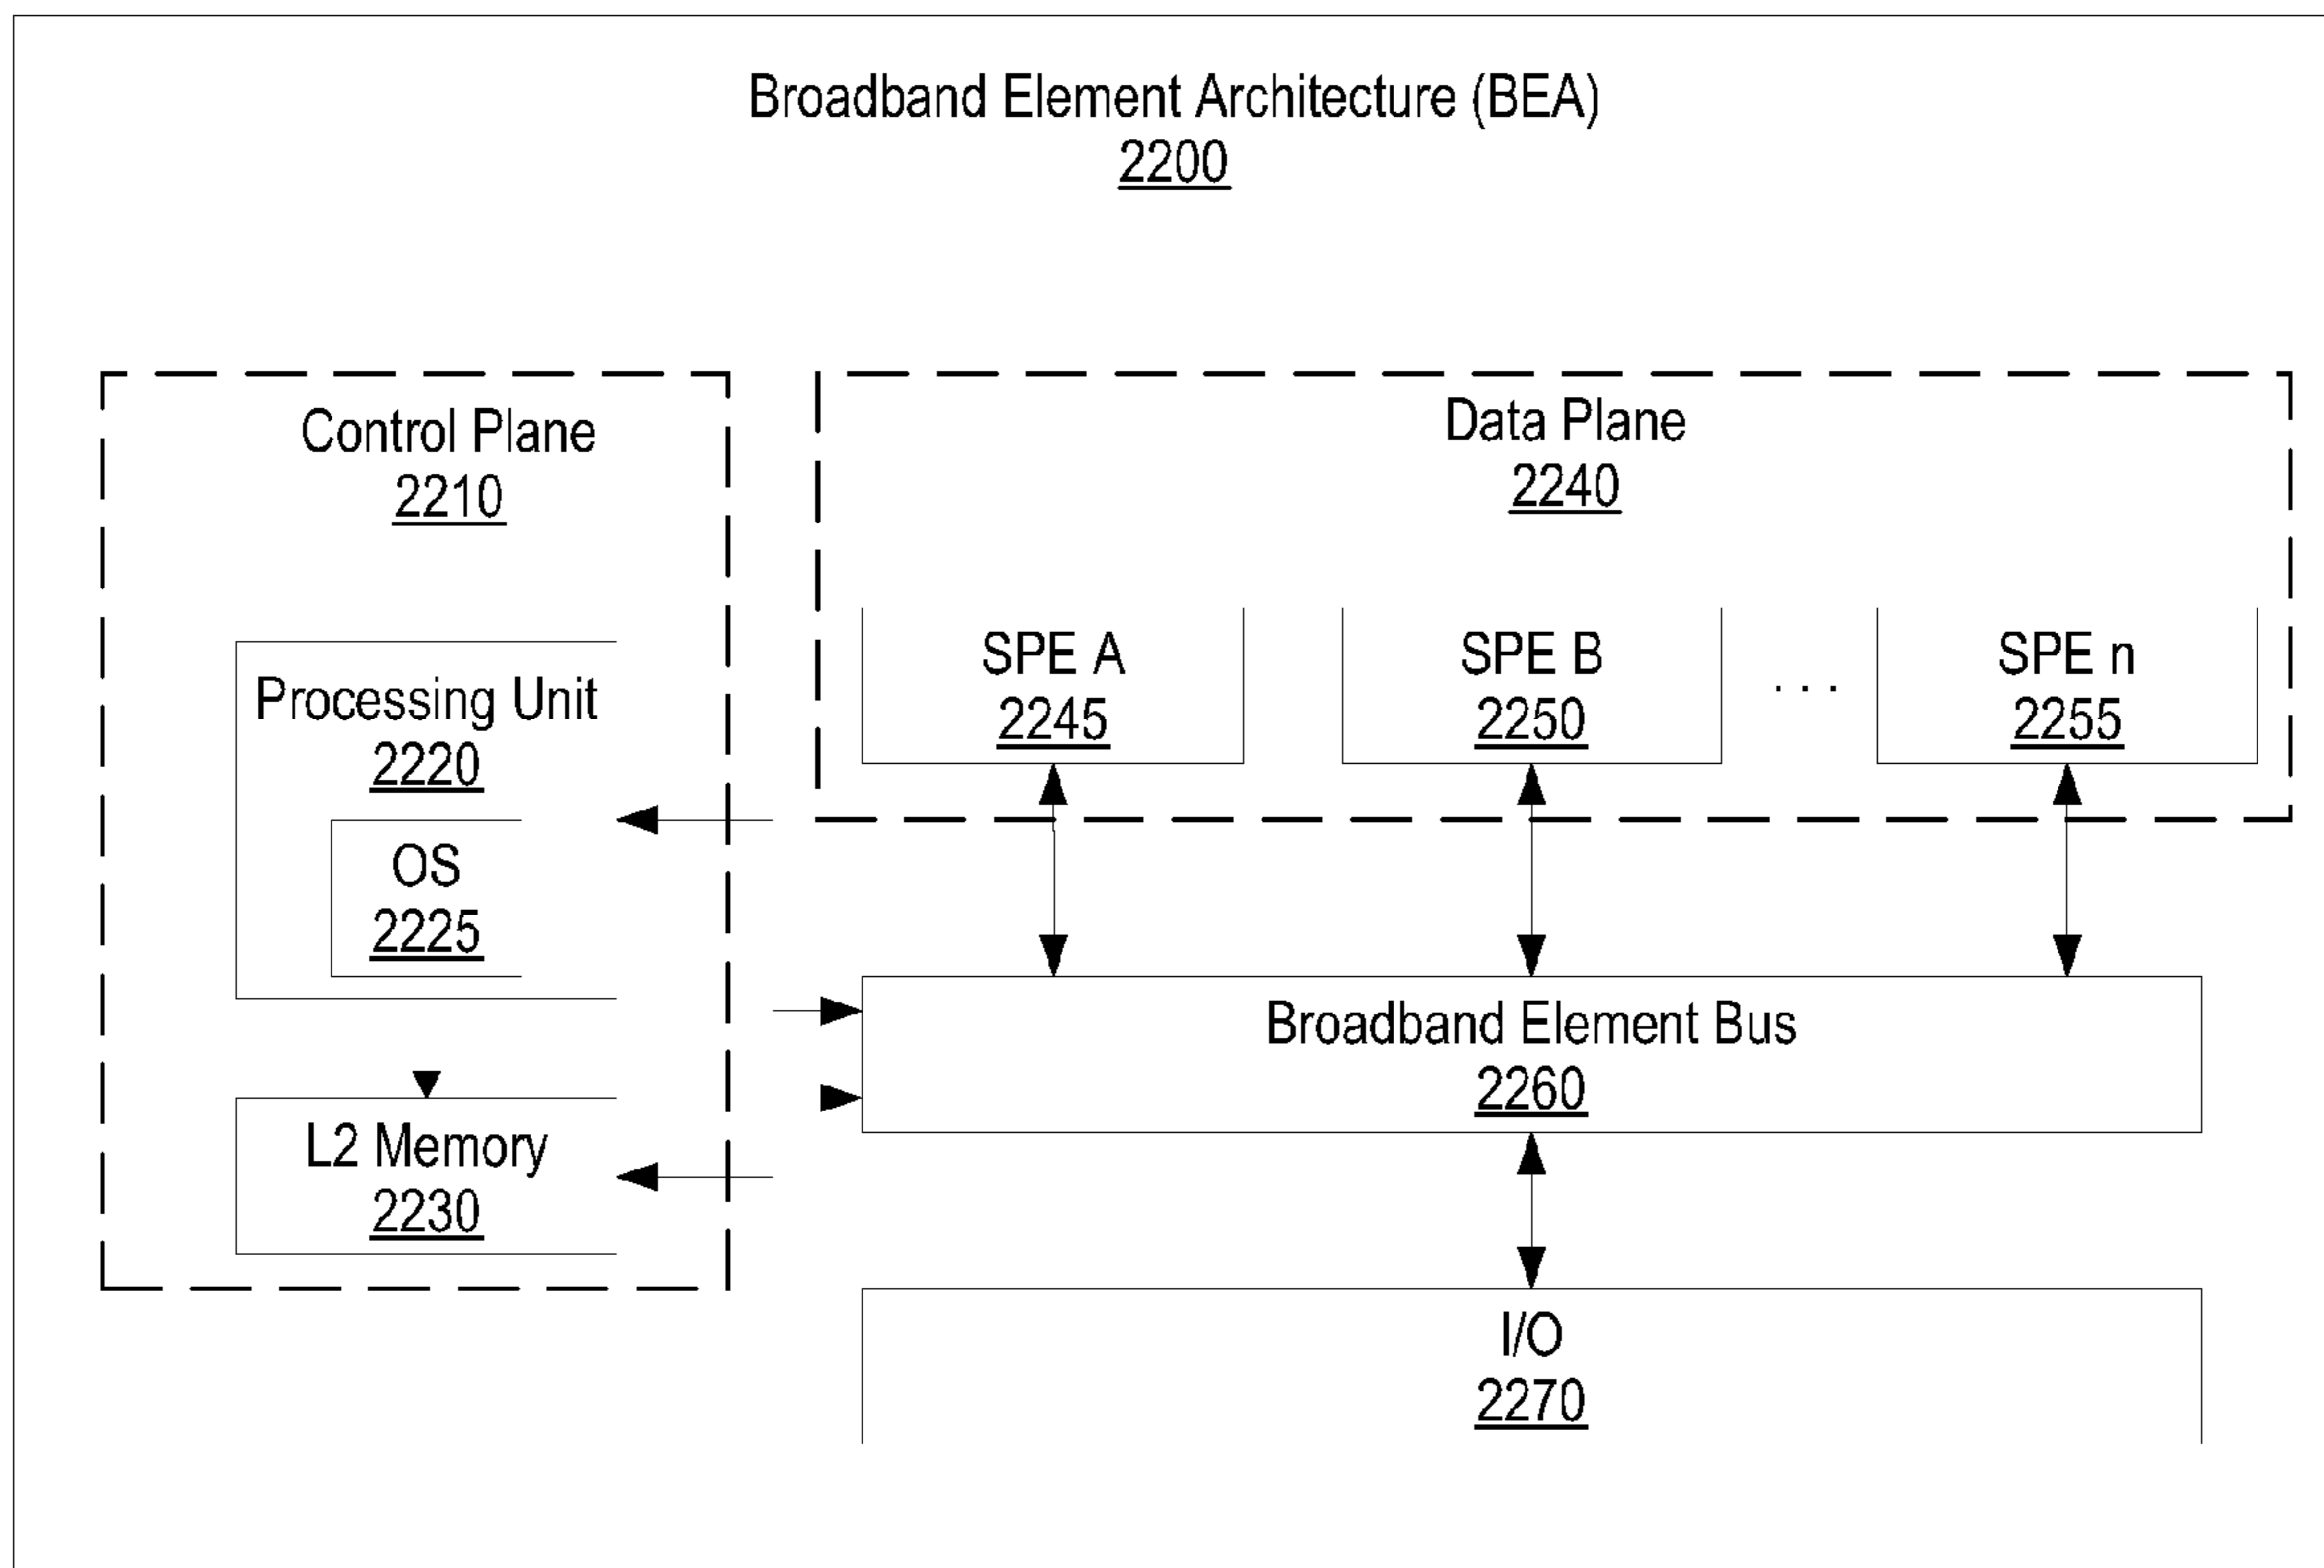 Broadband Element Architecture (BEA)
2200
Control Plane
2210
Processing Unit
2220
OS
2225
L2 Memory
2230
Data Plane
2240
SPE A
2245
SPE B
2250
. . .
SPE n
2255
Broadband Element Bus
2260
I/O
2270